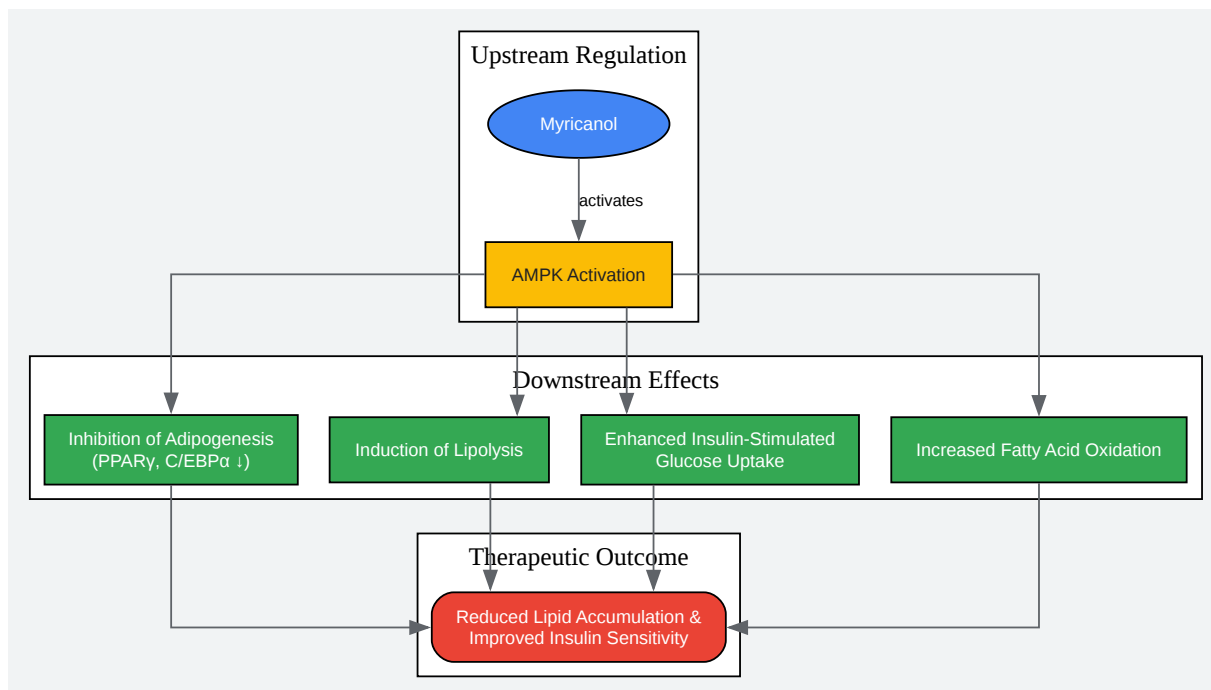 Upstream Regulation
Myricanol
activates
AMPK Activation
Downstream Effects
Inhibition of Adipogenesis
(PPARγ, C/EBPα ↓)
Induction of Lipolysis
Enhanced Insulin-Stimulated
Glucose Uptake
Increased Fatty Acid Oxidation
Therapeutic Outcome
Reduced Lipid Accumulation &
Improved Insulin Sensitivity